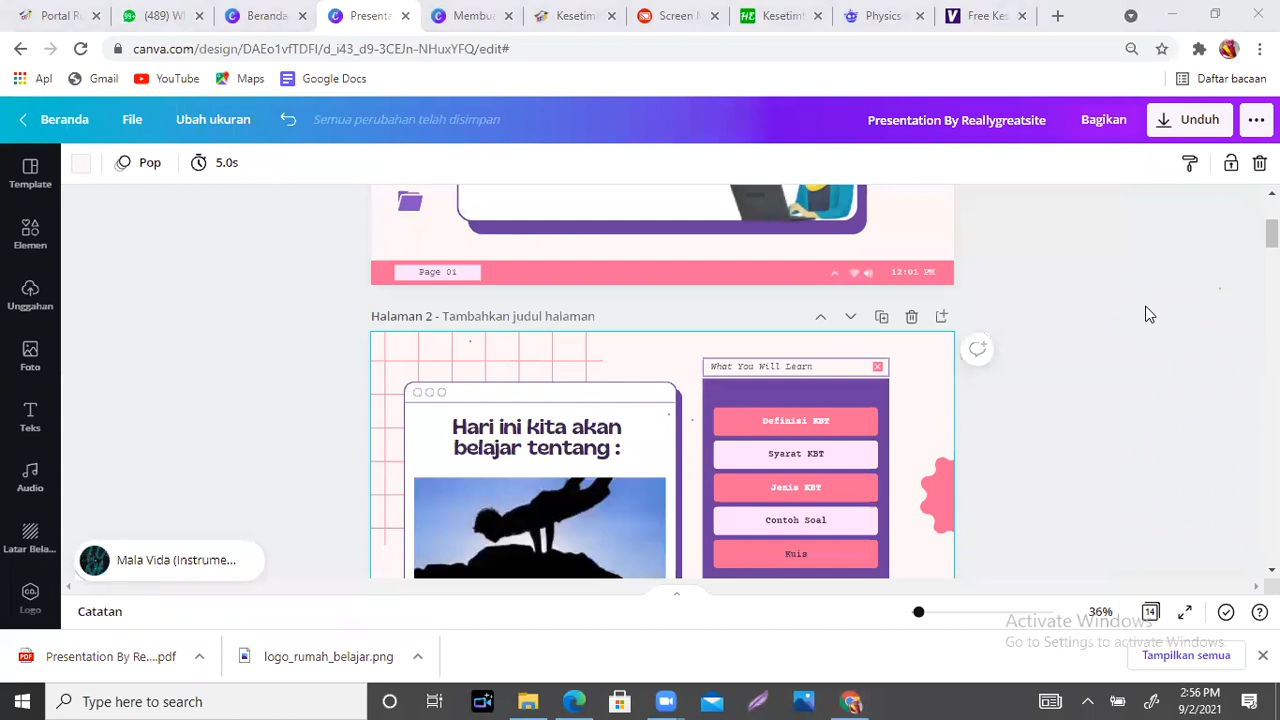 Portal Rum
(489) W
Beranda
Presenta
Membuc
Kesetim
Screen M
HE
Kesetim
Physics
Free Kes
canva.com/design/DAEo1vfTDFI/d_i43_d9-3CEJn-NHuxYFQ/edit#
Apl
Gmail
YouTube
Maps
Google Docs
Daftar bacaan
Beranda
File
Ubah ukuran
Semua perubahan telah disimpan
Presentation By Reallygreatsite
Bagikan
Unduh
Pop
5.0s
Template
Elemen
Unggahan
Foto
Teks
Audio
Latar Bela...
Logo
Page 01
12:01 PM
Halaman 2 - Tambahkan judul halaman
What You Will Learn
Hari ini kita akan
belajar tentang :
Definisi KBT
Syarat KBT
Jenis KBT
Contoh Soal
Kuis
Mala Vida (Instrume...
Catatan
36%
14
Activate Windows
Go to Settings to activate Windows.
Presentation By Re....pdf
logo_rumah_belajar.png
Tampilkan semua
Type here to search
2:56 PM
9/2/2021